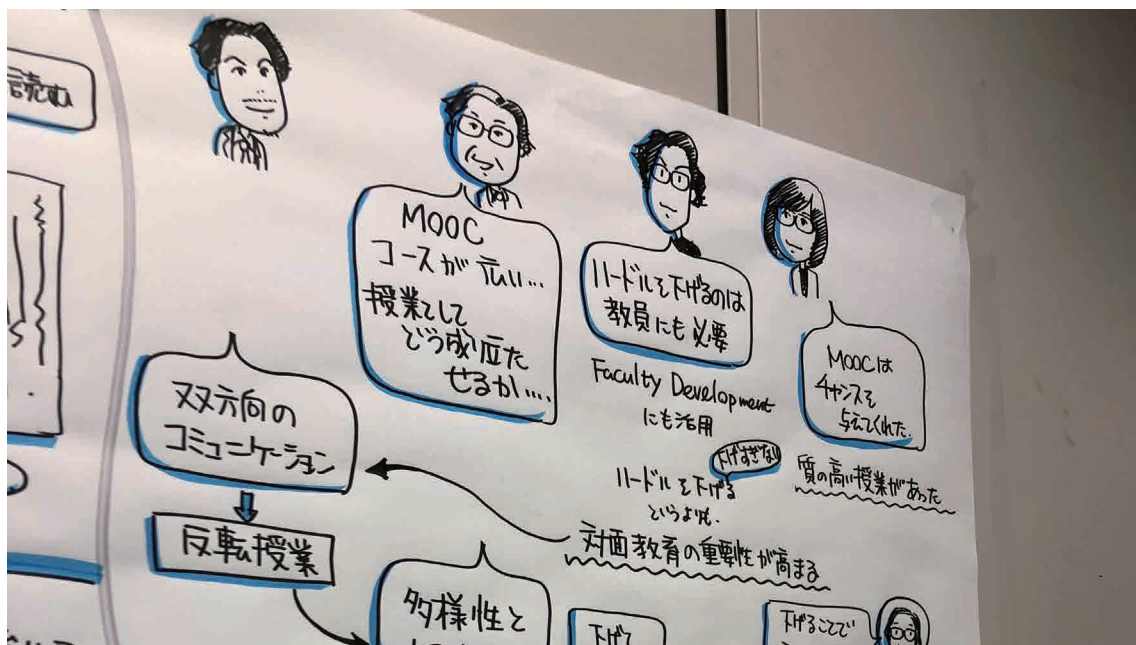 読む
MOOC
コースが広い…
授業として
どう成り立た
せるか….
ハードルを下げるのは
教員にも必要
Faculty Development
にも活用
MOOCは
チャンスを
与えてくれた.
質の高い授業があった
双方向の
コミュニケーション
反転授業
下げすぎない
ハードルを下げる
というよりも.
対面教育の重要性が高まる
多様性と
下げて
下げることで